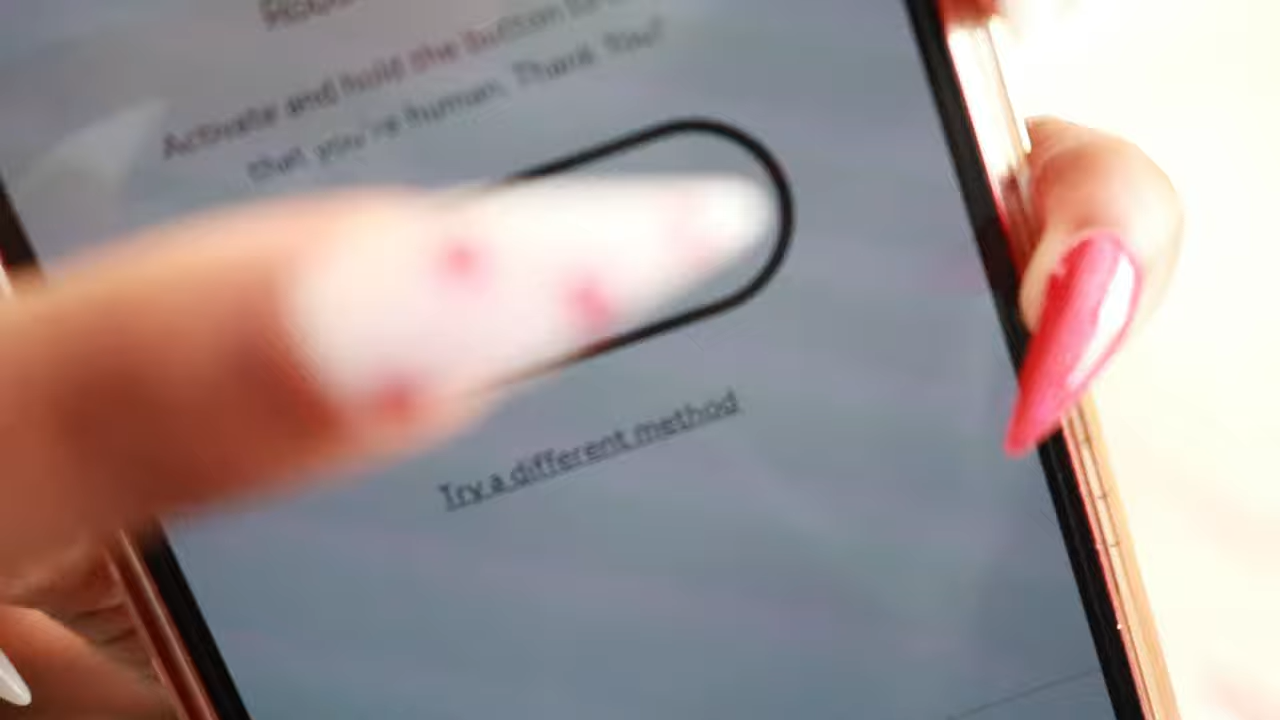 Activate and hold the button to
that you're human. Thank You!
Try a different method